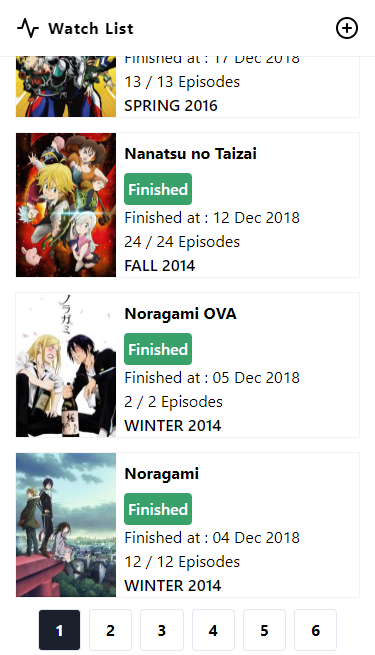 Watch List
Finished at : 17 Dec 2018
13 / 13 Episodes
SPRING 2016
Nanatsu no Taizai
Finished
Finished at : 12 Dec 2018
24 / 24 Episodes
FALL 2014
ノラガミ
Noragami OVA
Finished
Finished at : 05 Dec 2018
2 / 2 Episodes
WINTER 2014
Noragami
Finished
Finished at : 04 Dec 2018
12 / 12 Episodes
WINTER 2014
1 2 3 4 5 6